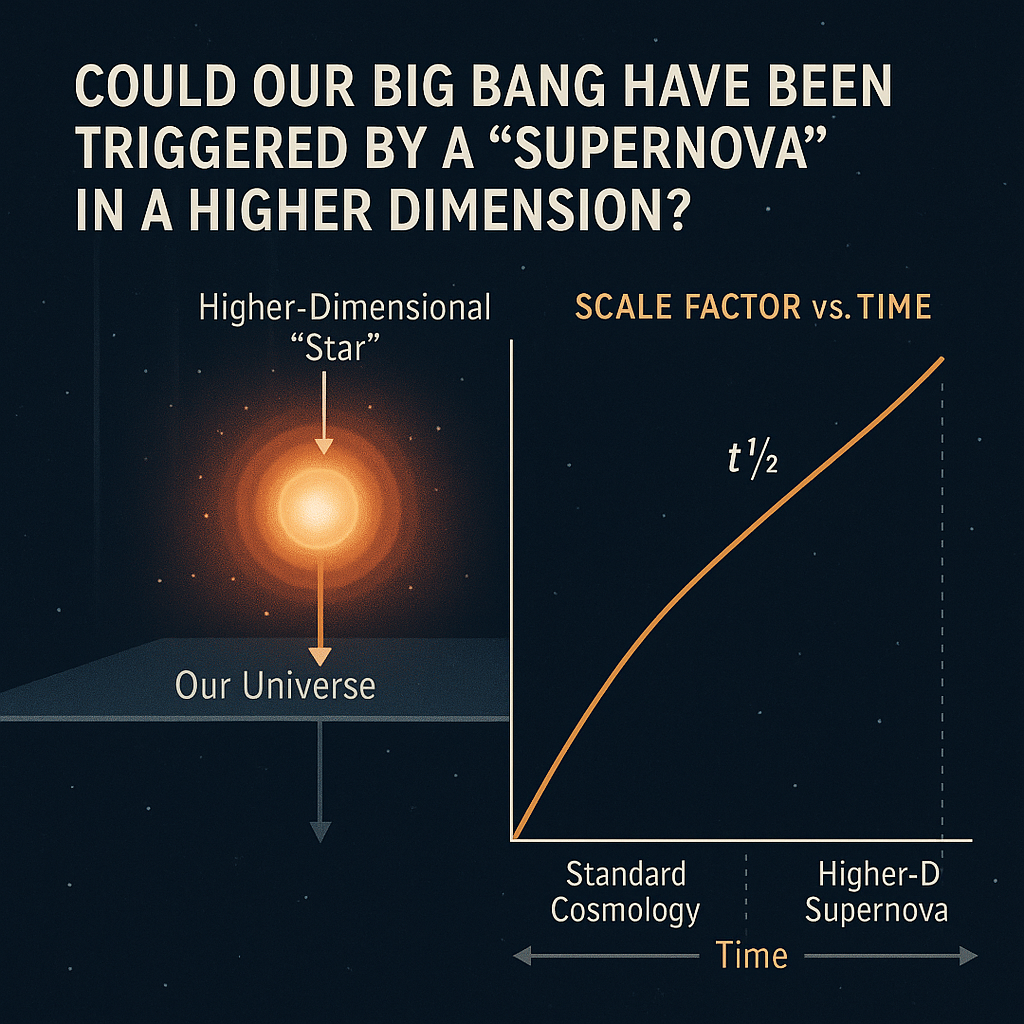 COULD OUR BIG BANG HAVE BEEN
TRIGGERED BY A “SUPERNOVA”
IN A HIGHER DIMENSION?
Higher-Dimensional
“Star”
Our Universe
SCALE FACTOR vs. TIME
t ½
Standard
Cosmology
Higher-D
Supernova
Time